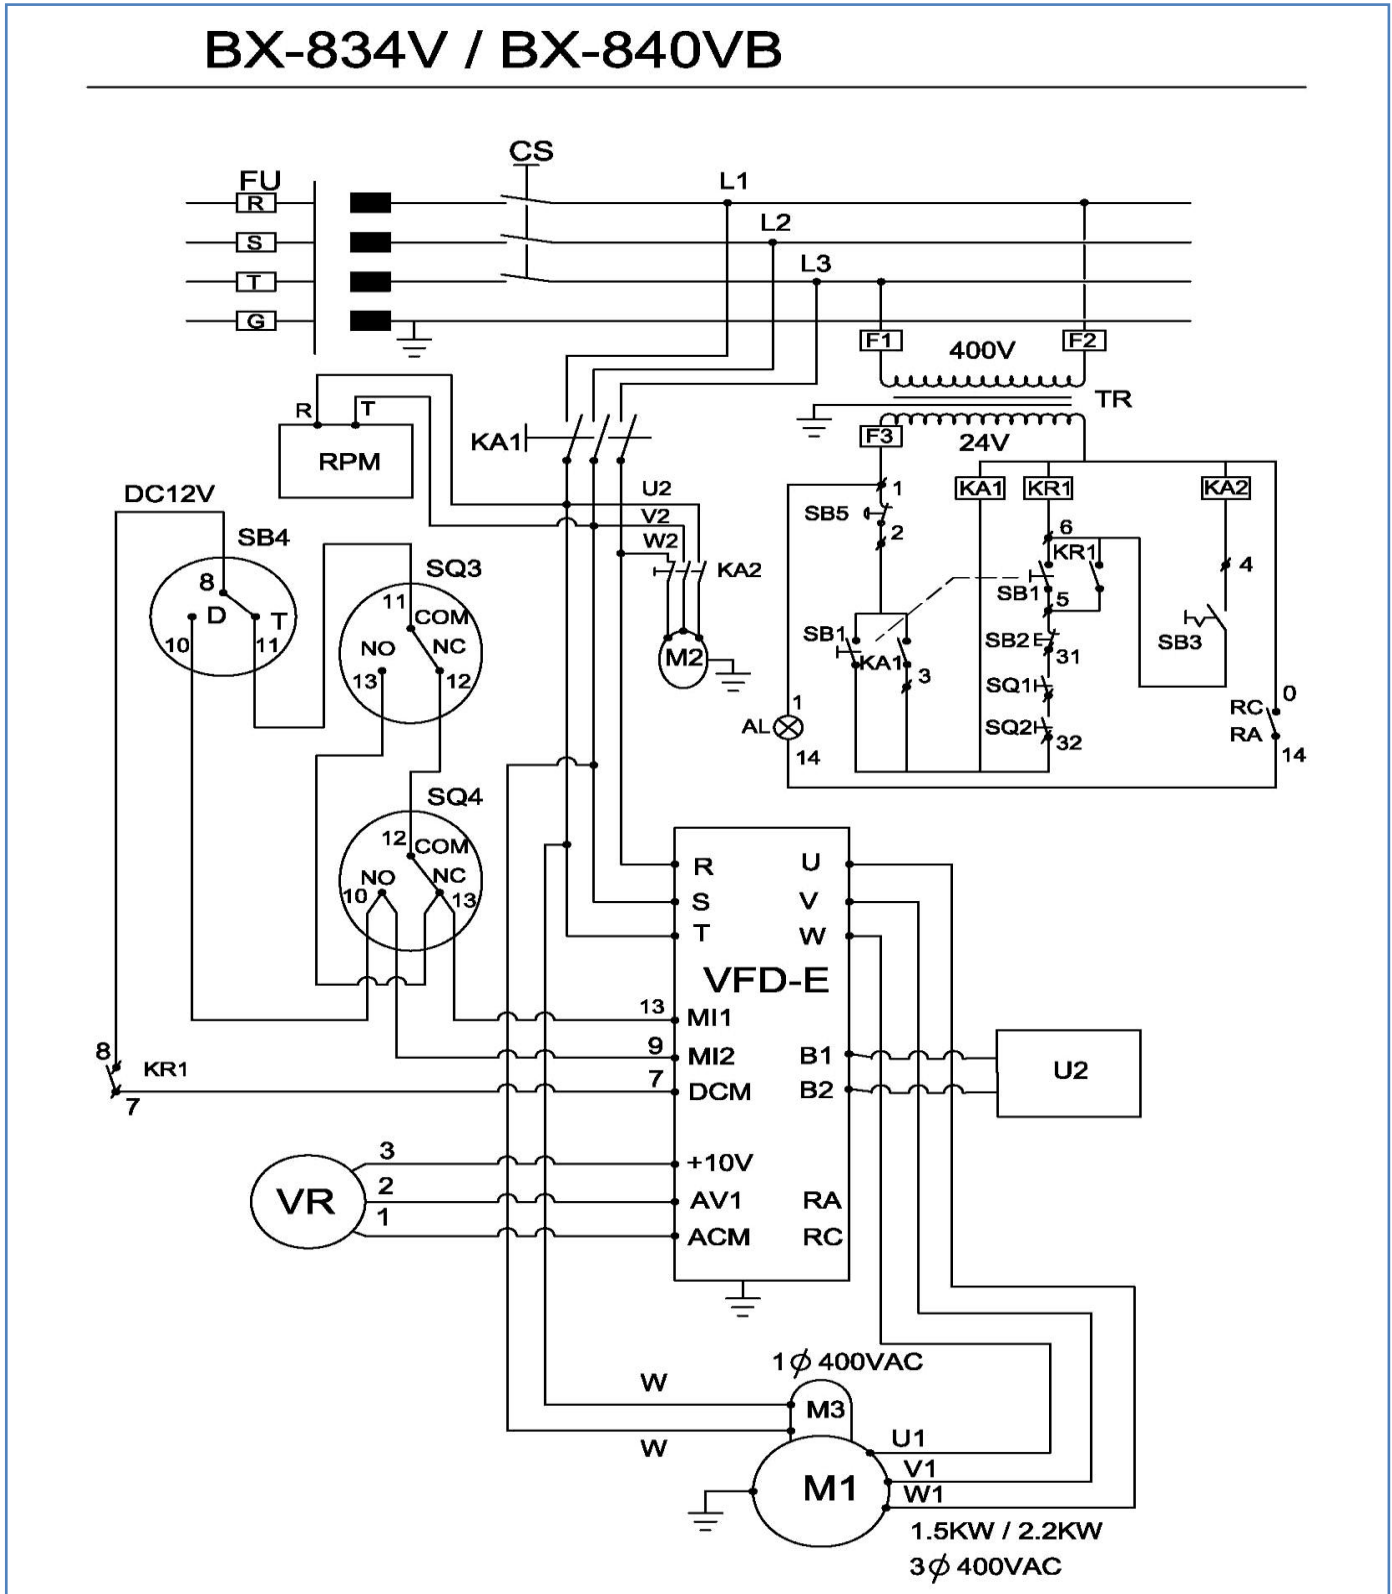 BX-834V / BX-840VB
CS
FU
R
S
T
G
L1
L2
L3
F1
F2
400V
TR
24V
F3
R
T
RPM
KA1
U2
V2
W2
KA2
M2
DC12V
SB4
8
D
T
10
11
SQ3
11
COM
NO
NC
13
12
SQ4
12
COM
NO
NC
10
13
1
SB5
2
KA1
KR1
KA2
6
KR1
SB1
5
4
SB3
SB1
KA1
3
SB2
31
SQ1
SQ2
32
1
AL
14
0
RC
RA
14
R
S
T
U
V
W
VFD-E
13
MI1
9
MI2
7
DCM
B1
B2
U2
8
KR1
7
3
2
1
VR
+10V
AV1
ACM
RA
RC
1ϕ 400VAC
W
W
M3
M1
U1
V1
W1
1.5KW / 2.2KW
3ϕ 400VAC